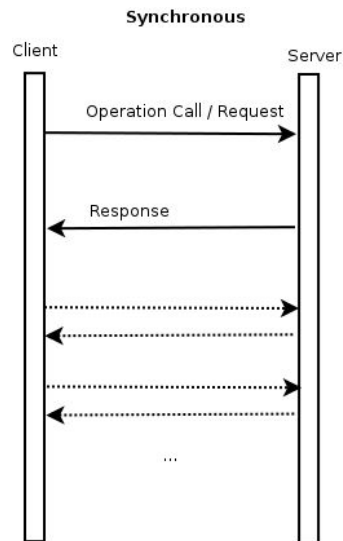 Synchronous
Client
Server
Operation Call / Request
Response
...